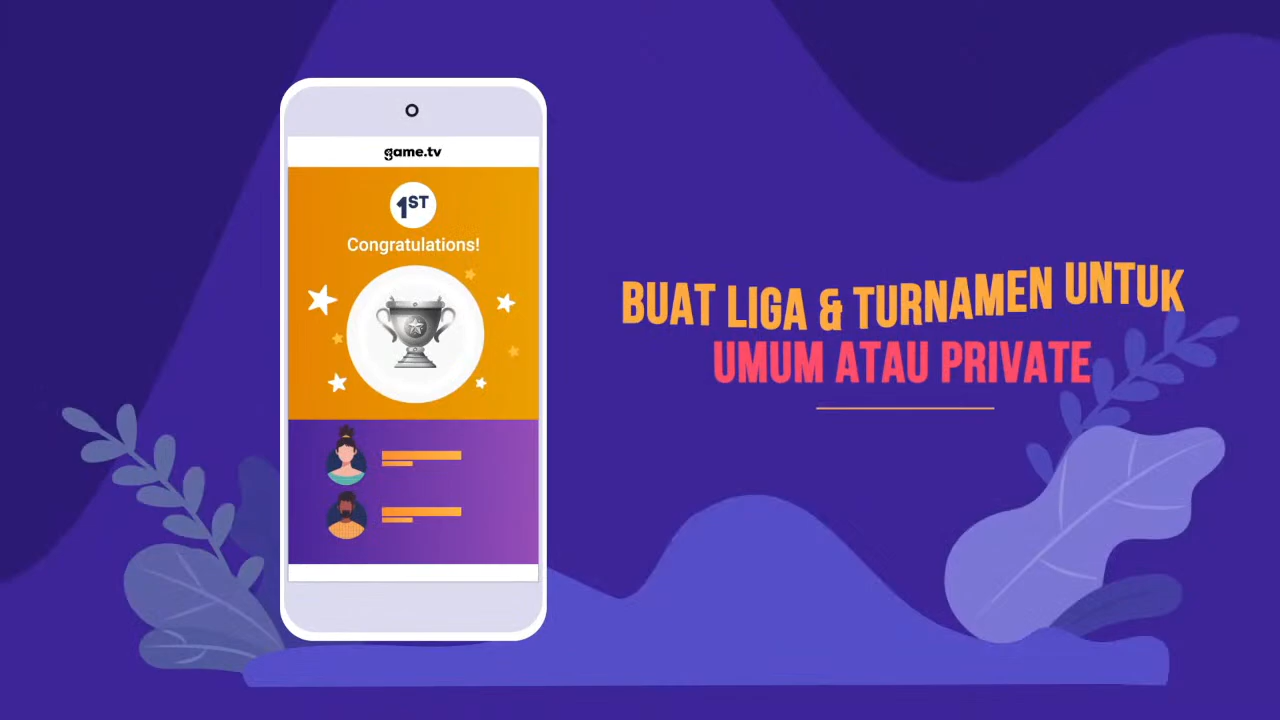 game.tv
1ST
Congratulations!
BUAT LIGA & TURNAMEN UNTUK
UMUM ATAU PRIVATE